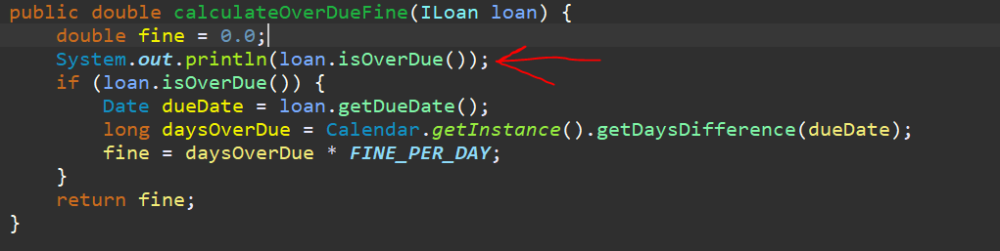 public double calculateOverDueFine(ILoan loan) {
    double fine = 0.0;
    System.out.println(loan.isOverDue());
    if (loan.isOverDue()) {
        Date dueDate = loan.getDueDate();
        long daysOverDue = Calendar.getInstance().getDaysDifference(dueDate);
        fine = daysOverDue * FINE_PER_DAY;
    }
    return fine;
}